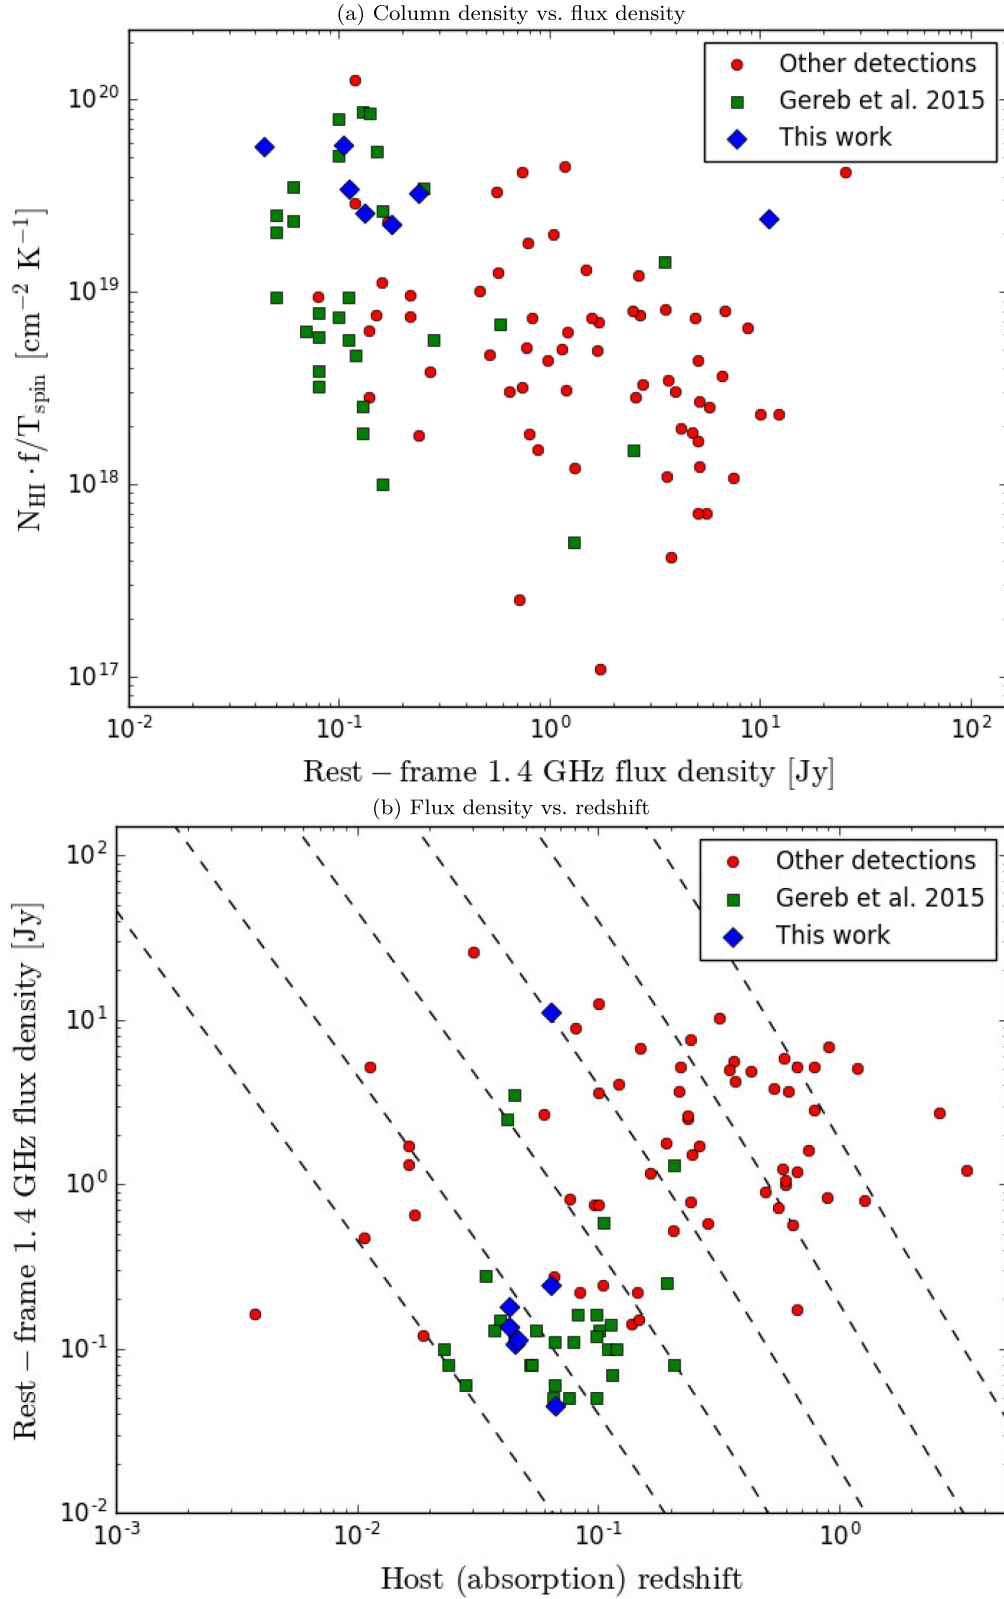 (a) Column density vs. flux density
Other detections
Gereb et al. 2015
This work
10^20
10^19
10^18
10^17
N_HI · f/T_spin [cm^−2 K^−1]
10^-2 10^-1 10^0 10^1 10^2
Rest − frame 1.4 GHz flux density [Jy]
(b) Flux density vs. redshift
Other detections
Gereb et al. 2015
This work
10^2
10^1
10^0
10^-1
10^-2
Rest − frame 1.4 GHz flux density [Jy]
10^-3 10^-2 10^-1 10^0
Host (absorption) redshift